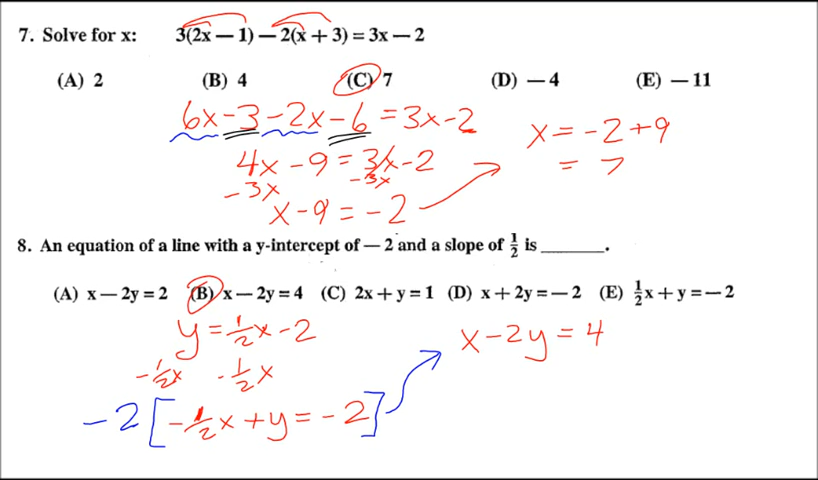 7. Solve for x: 3(2x — 1) — 2(x + 3) = 3x — 2
(A) 2 (B) 4 (C) 7 (D) — 4 (E) — 11
6x - 3 - 2x - 6 = 3x - 2
4x - 9 = 3x - 2
- 3x - 3x
x - 9 = - 2
x = - 2 + 9
= 7
8. An equation of a line with a y-intercept of — 2 and a slope of 1/2 is ______.
(A) x — 2y = 2 (B) x — 2y = 4 (C) 2x + y = 1 (D) x + 2y = — 2 (E) 1/2x + y = — 2
y = 1/2x - 2
- 1/2x - 1/2x
- 2 [ - 1/2x + y = - 2 ]
x - 2y = 4